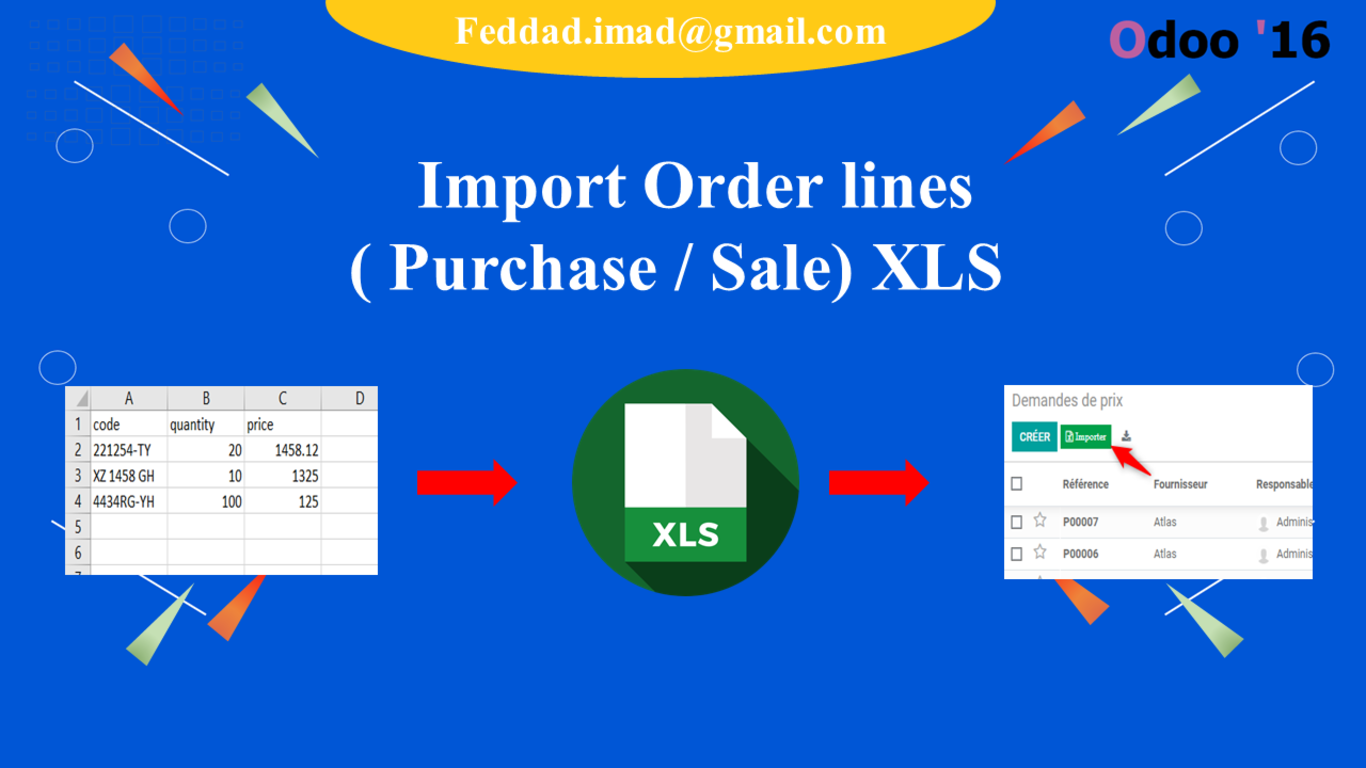 Feddad.imad@gmail.com
Odoo '16
Import Order lines
( Purchase / Sale) XLS
A B C D
1 code quantity price
2 221254-TY 20 1458.12
3 XZ 1458 GH 10 1325
4 4434RG-YH 100 125
5
6
XLS
Demandes de prix
CRÉER Importer
Référence Fournisseur Responsable
P00007 Atlas Adminis
P00006 Atlas Adminis